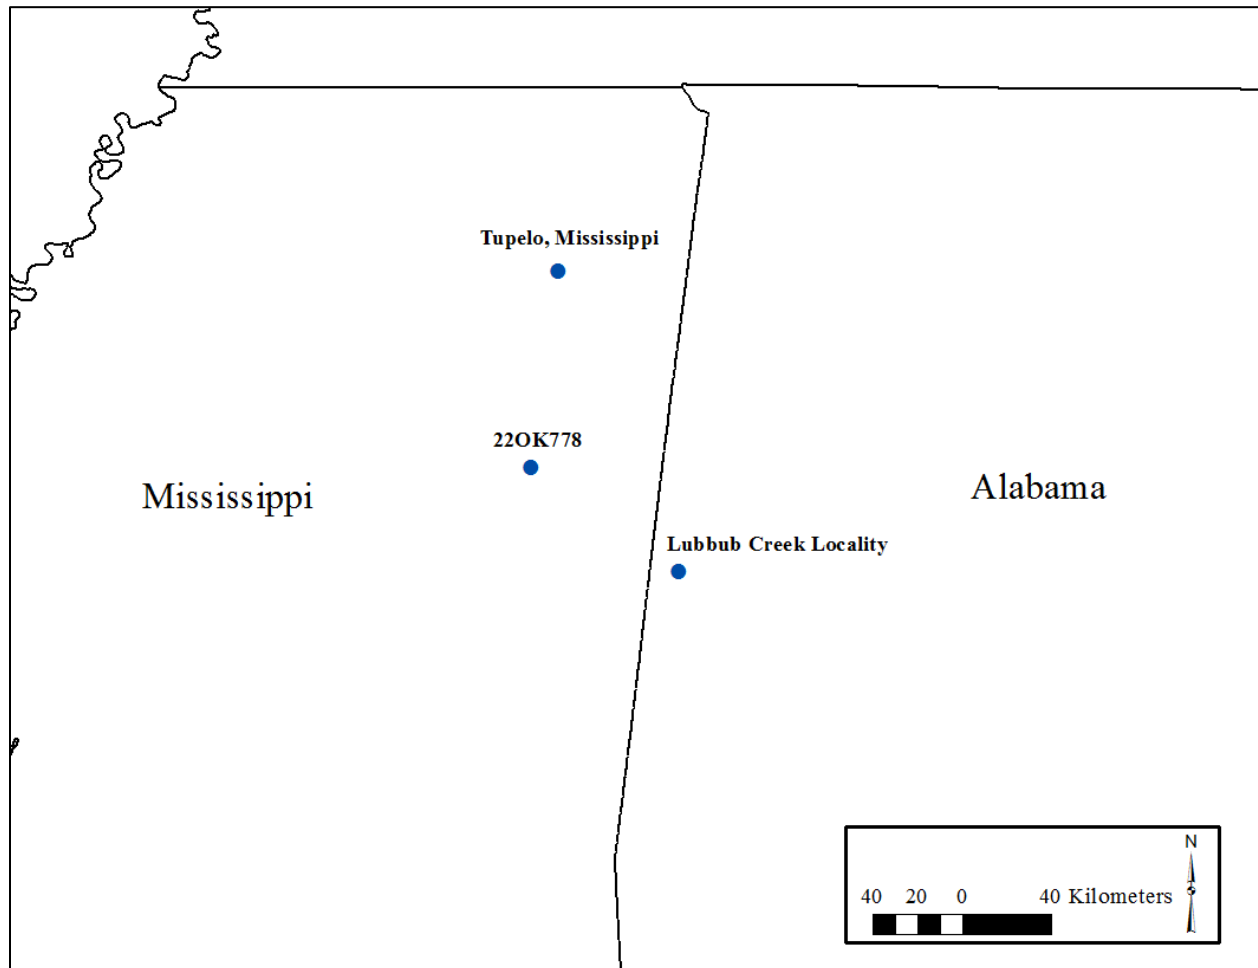 Tupelo, Mississippi
22OK778
Mississippi
Alabama
Lubbub Creek Locality
N
40 20 0 40 Kilometers